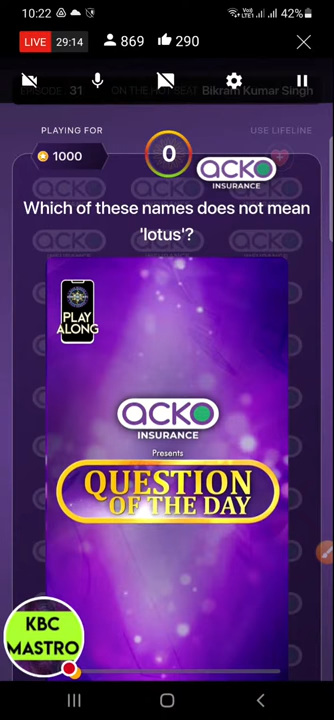 10:22
Vo)
LTE1
42%
LIVE 29:14 869 290
EPISODE 31 ON THE HOT SEAT Bikram Kumar Singh
PLAYING FOR
USE LIFELINE
1000
0
acko
INSURANCE
Which of these names does not mean
'lotus'?
PLAY
ALONG
acko
INSURANCE
Presents
QUESTION
OF THE DAY
KBC
MASTRO